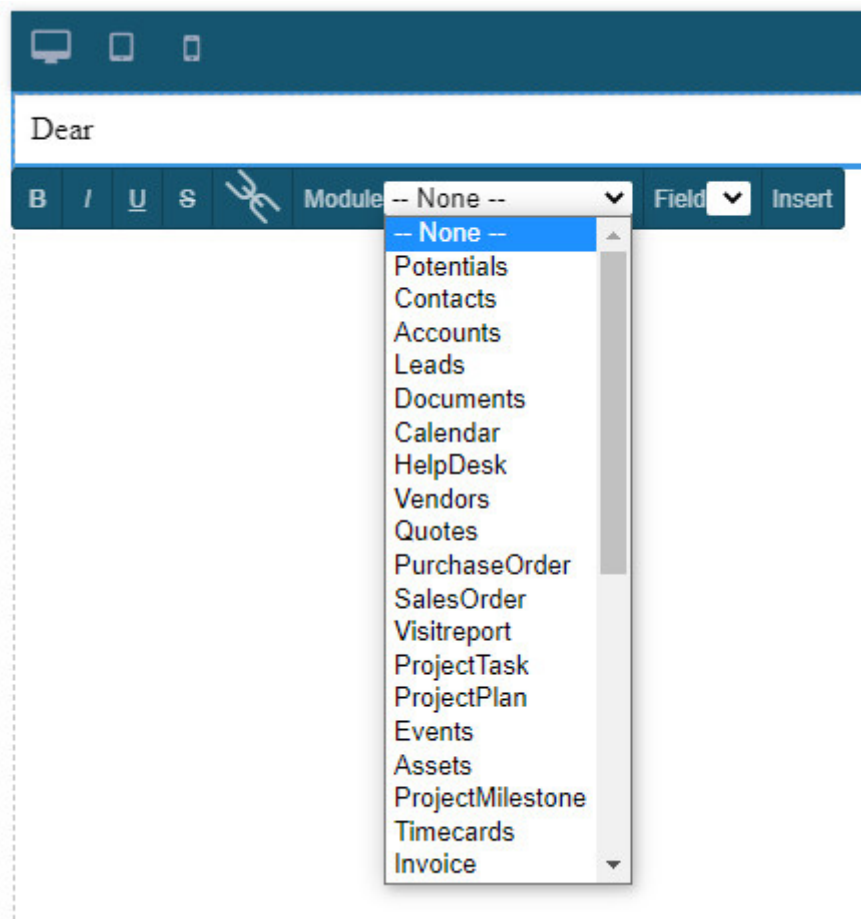 Dear
B I U S Module -- None -- Field Insert
-- None --
Potentials
Contacts
Accounts
Leads
Documents
Calendar
HelpDesk
Vendors
Quotes
PurchaseOrder
SalesOrder
Visitreport
ProjectTask
ProjectPlan
Events
Assets
ProjectMilestone
Timecards
Invoice